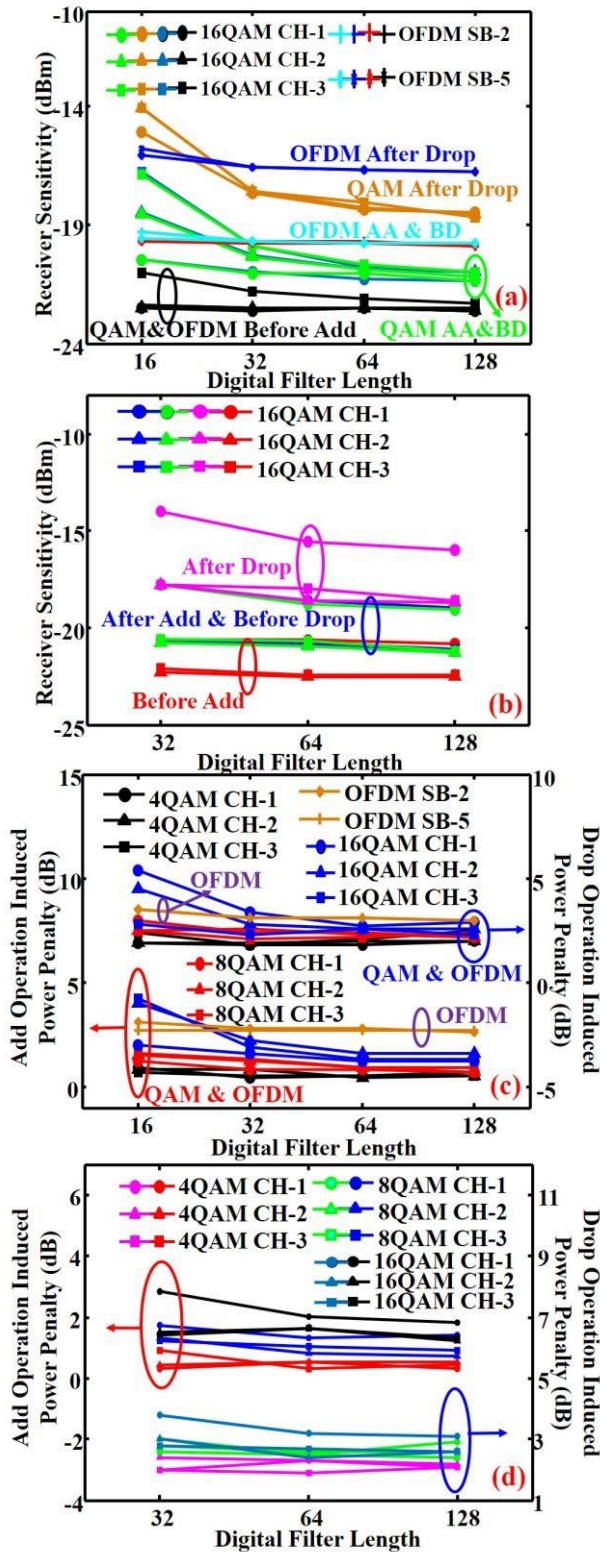 -10
-14
-19
-24
Receiver Sensitivity (dBm)
16QAM CH-1
16QAM CH-2
16QAM CH-3
OFDM SB-2
OFDM SB-5
OFDM After Drop
QAM After Drop
OFDM AA & BD
(a)
QAM&OFDM Before Add
QAM AA&BD
16 32 64 128
Digital Filter Length
-8
-10
-15
-20
-25
Receiver Sensitivity (dBm)
16QAM CH-1
16QAM CH-2
16QAM CH-3
After Drop
After Add & Before Drop
Before Add
(b)
32 64 128
Digital Filter Length
15
10
5
0
Add Operation Induced
Power Penalty (dB)
4QAM CH-1
4QAM CH-2
4QAM CH-3
OFDM SB-2
OFDM SB-5
16QAM CH-1
16QAM CH-2
16QAM CH-3
OFDM
8QAM CH-1
8QAM CH-2
8QAM CH-3
QAM & OFDM
OFDM
QAM & OFDM
(c)
10
5
0
-5
Drop Operation Induced
Power Penalty (dB)
16 32 64 128
Digital Filter Length
6
4
2
0
-2
-4
Add Operation Induced
Power Penalty (dB)
4QAM CH-1
4QAM CH-2
4QAM CH-3
8QAM CH-1
8QAM CH-2
8QAM CH-3
16QAM CH-1
16QAM CH-2
16QAM CH-3
(d)
11
9
7
5
3
1
Drop Operation Induced
Power Penalty (dB)
32 64 128
Digital Filter Length